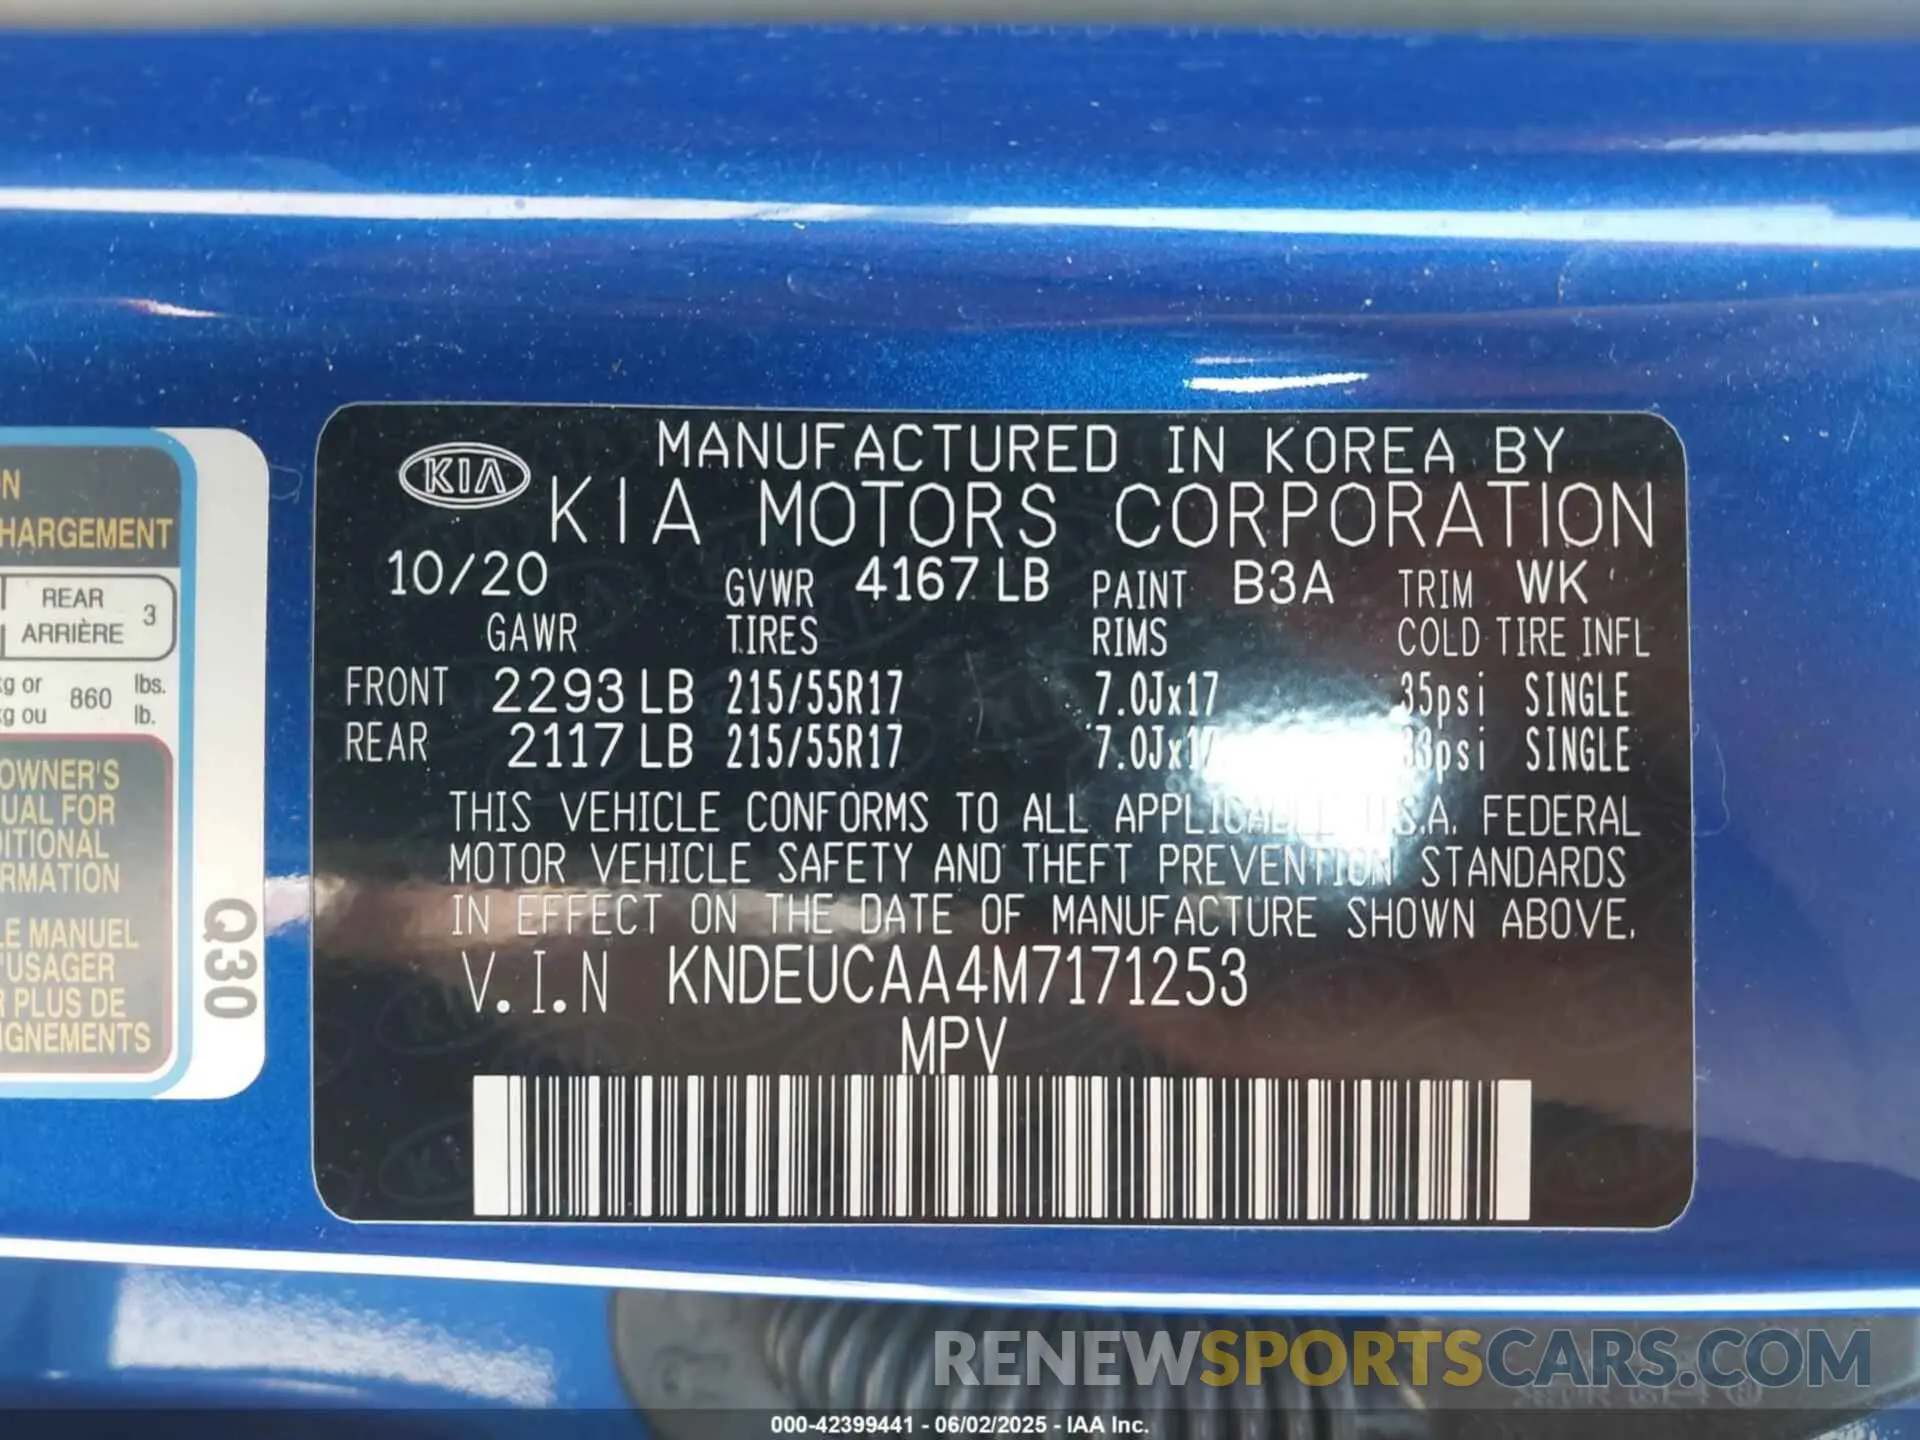 N
HARGEMENT
REAR
ARRIÈRE 3
kg or 860 lbs.
kg ou lb.
OWNER'S
UAL FOR
DITIONAL
RMATION
LE MANUEL
'USAGER
R PLUS DE
IGNEMENTS
Q30
KIA
MANUFACTURED IN KOREA BY
KIA MOTORS CORPORATION
10/20 GVWR 4167 LB PAINT B3A TRIM WK
GAWR TIRES RIMS COLD TIRE INFL
FRONT 2293 LB 215/55R17 7.0Jx17 35psi SINGLE
REAR 2117 LB 215/55R17 7.0Jx17 33psi SINGLE
THIS VEHICLE CONFORMS TO ALL APPLICABLE U.S.A. FEDERAL
MOTOR VEHICLE SAFETY AND THEFT PREVENTION STANDARDS
IN EFFECT ON THE DATE OF MANUFACTURE SHOWN ABOVE.
V.I.N KNDEUCAA4M7171253
MPV
RENEWSPORTSCARS.COM
000-42399441 - 06/02/2025 - IAA Inc.